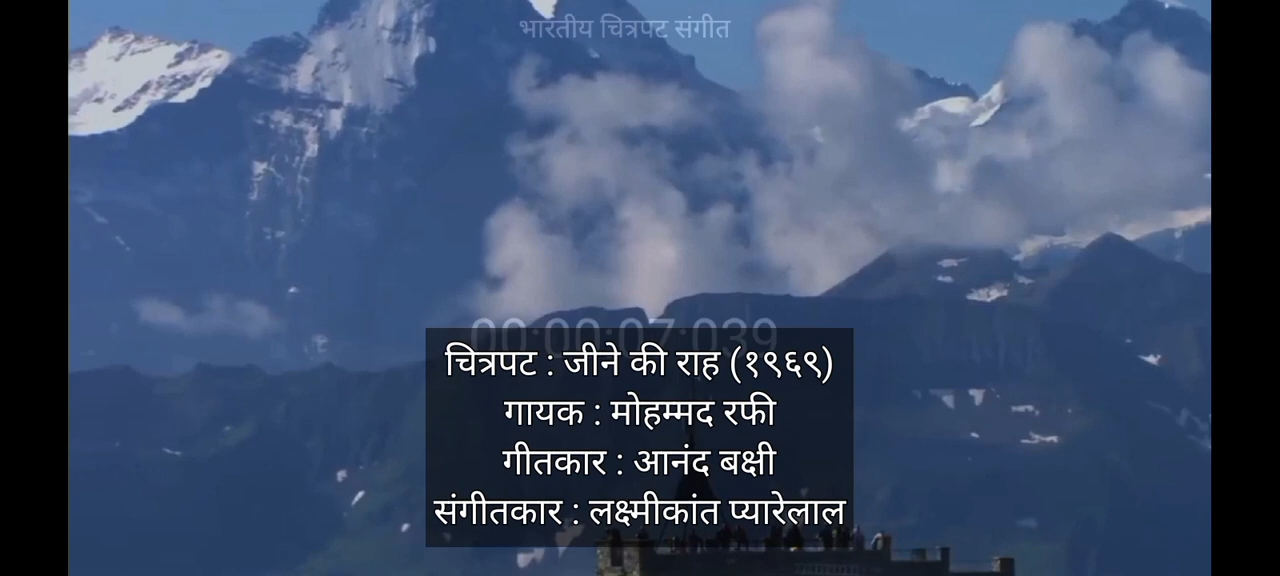 भारतीय चित्रपट संगीत
00:00:07:039
चित्रपट : जीने की राह (१९६९)
गायक : मोहम्मद रफी
गीतकार : आनंद बक्षी
संगीतकार : लक्ष्मीकांत प्यारेलाल